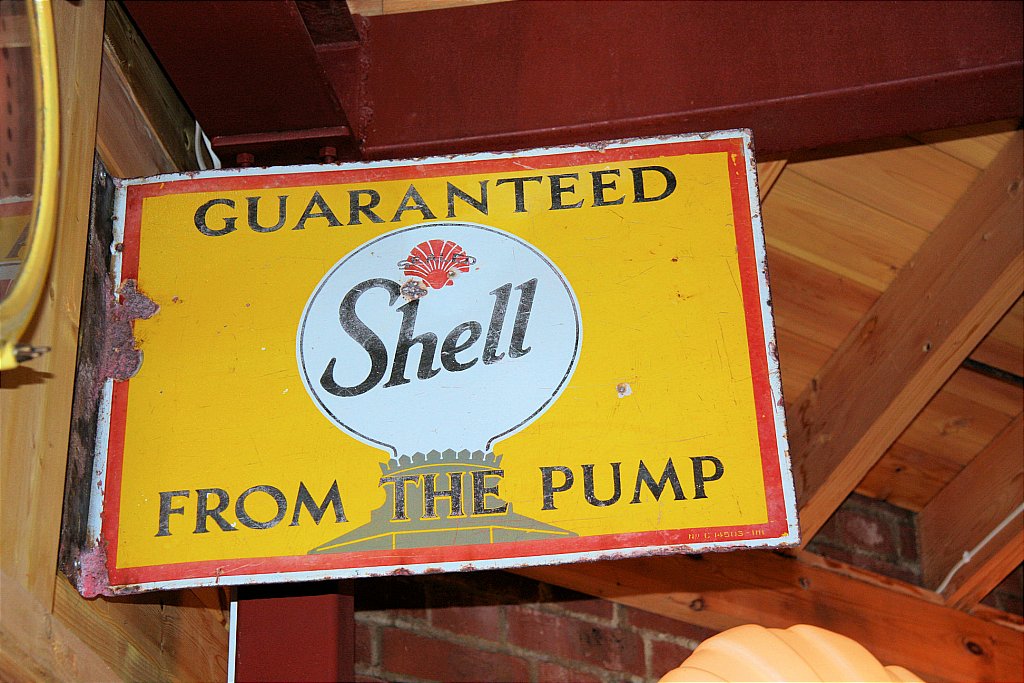 GUARANTEED
Shell
FROM THE PUMP